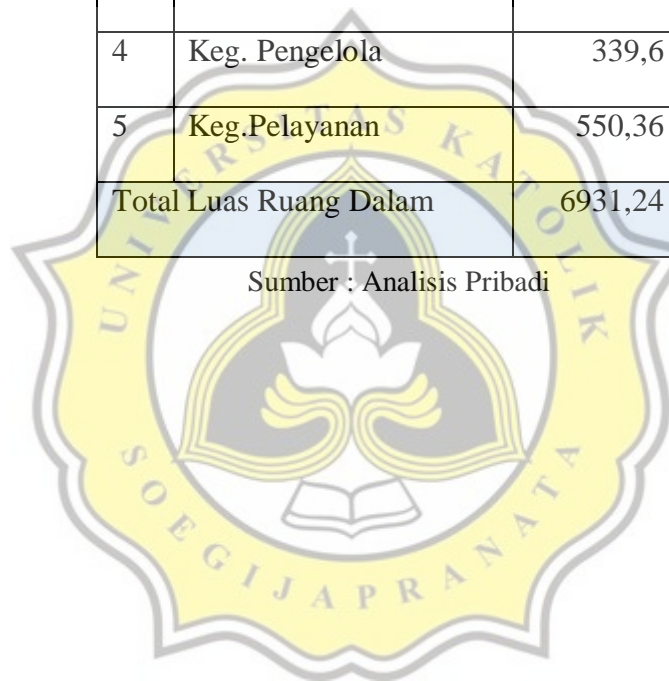 4 Keg. Pengelola 339,6
5 Keg.Pelayanan 550,36
Total Luas Ruang Dalam 6931,24
Sumber : Analisis Pribadi
UNIVERSITAS KATOLIK
SOEGIJAPRANATA